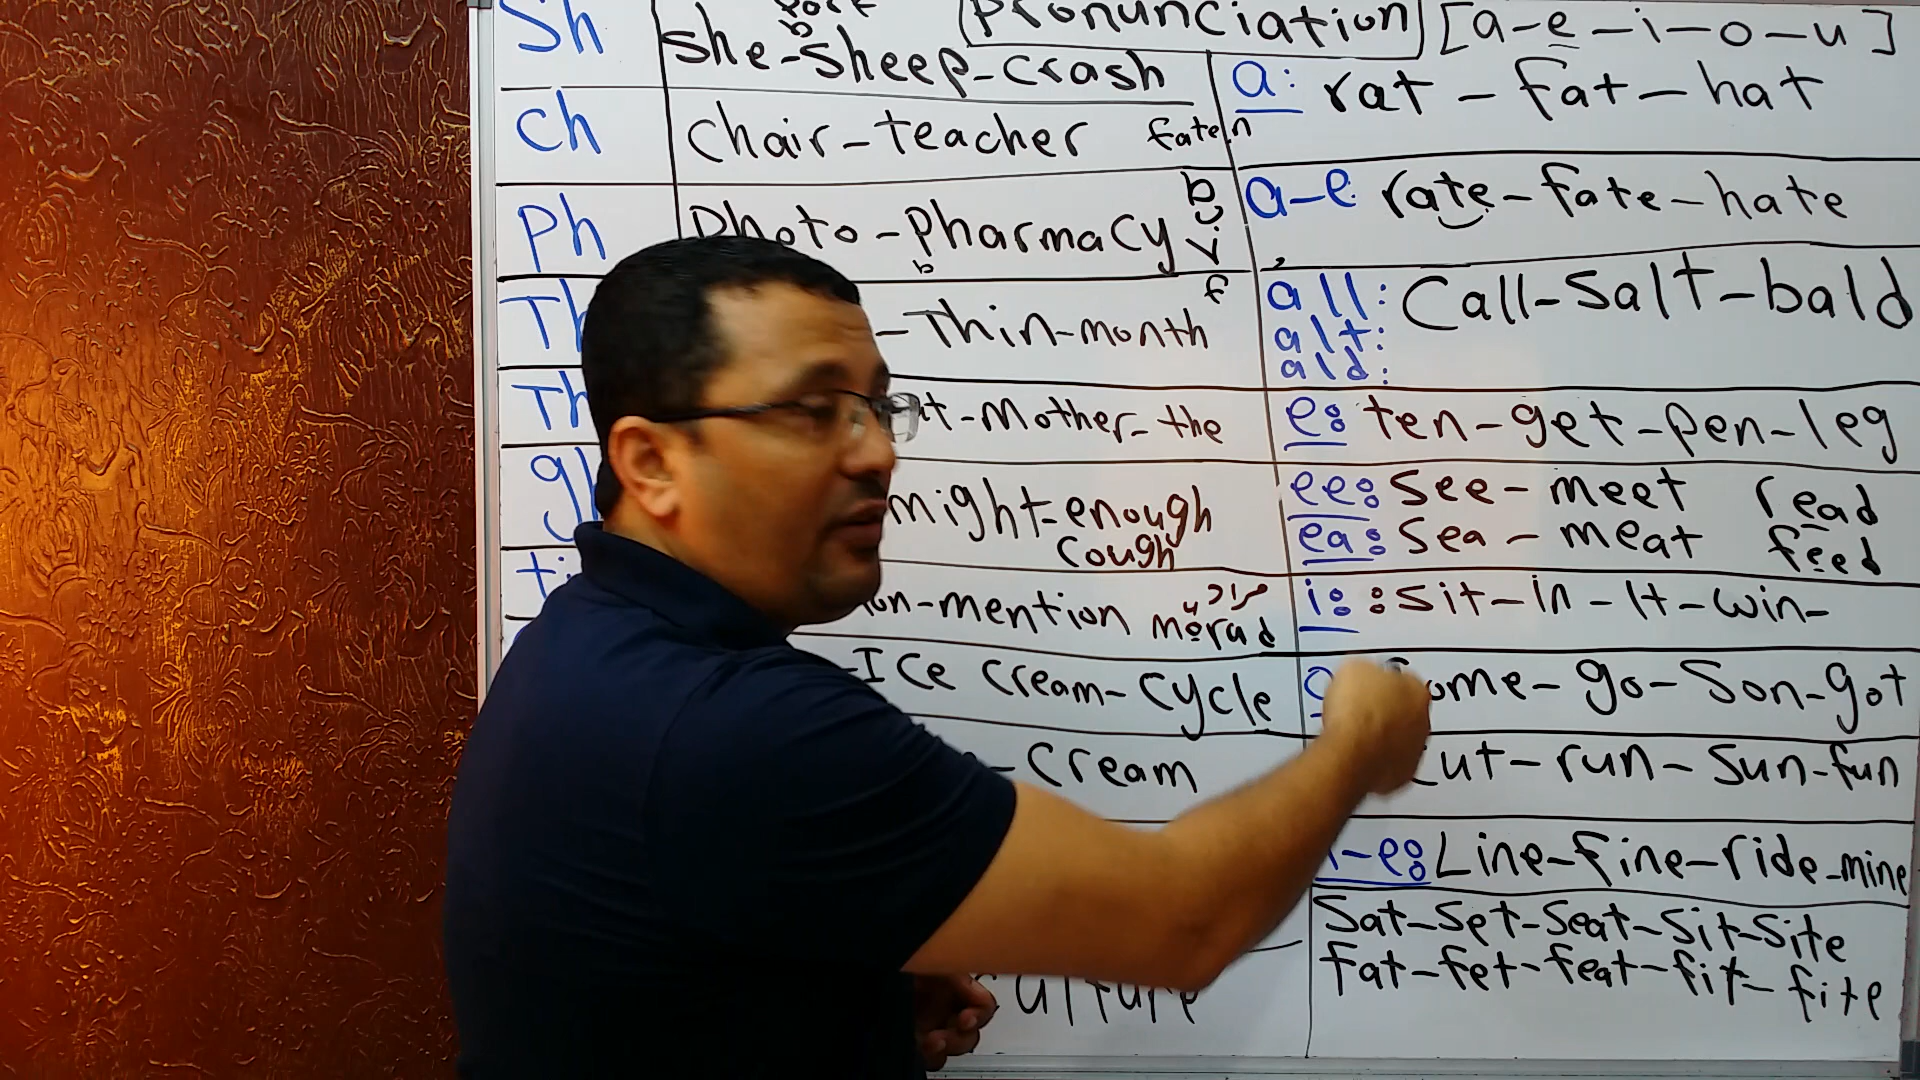 Pronunciation [a-e-i-o-u]
Sh she-sheep-crash
b
ch chair-teacher
Ph Photo-Pharmacy
b
Th -Thin-month
Th -Mother-the
might-enough
cough
-mention
مراد
morad
-Ice cream-cycle
-cream
fate n
b
v
f
a: rat-fat-hat
a-e rate-fate-hate
all: Call-Salt-bald
alt:
ald:
e: ten-get-pen-leg
ee: see-meet read
ea: sea-meat feed
i: :sit-in-It-win-
-go-Son-got
-run-Sun-fun
Line-fine-ride-mine
Sat-Set-Seat-Sit-Site
Fat-fet-feat-fit-fite